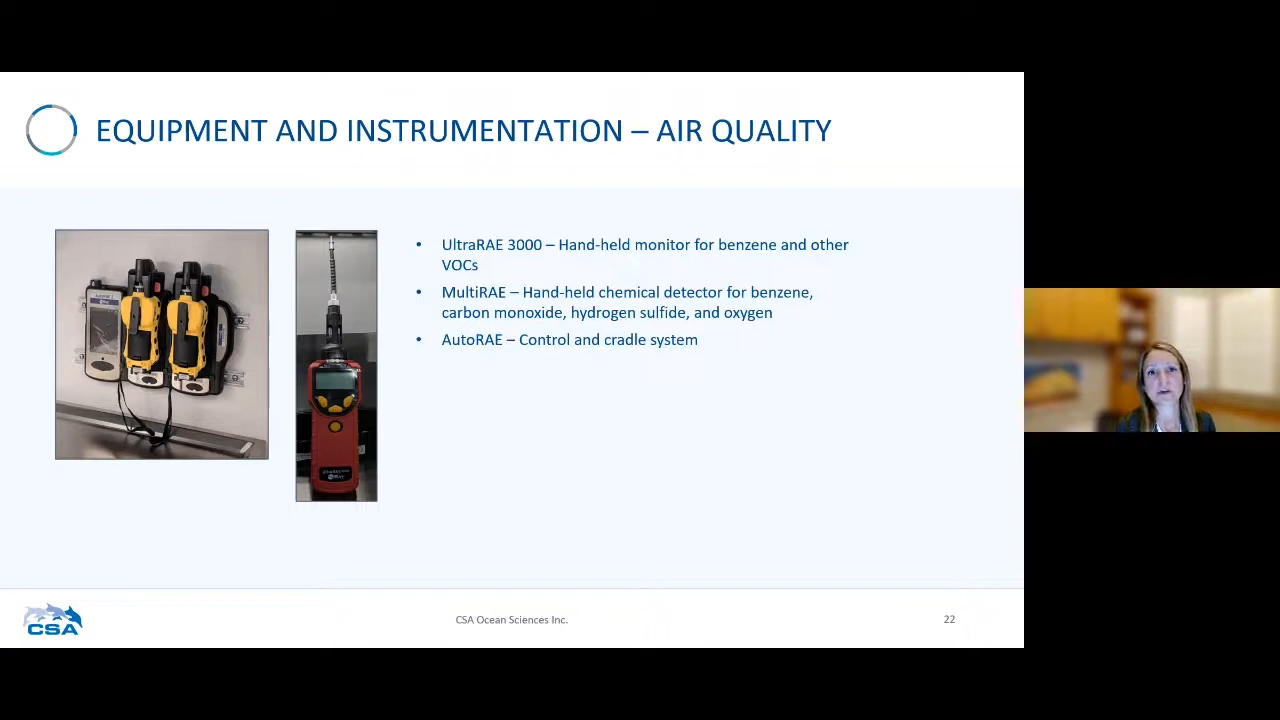 EQUIPMENT AND INSTRUMENTATION – AIR QUALITY
• UltraRAE 3000 – Hand-held monitor for benzene and other
VOCs
• MultiRAE – Hand-held chemical detector for benzene,
carbon monoxide, hydrogen sulfide, and oxygen
• AutoRAE – Control and cradle system
CSA
CSA Ocean Sciences Inc.
22